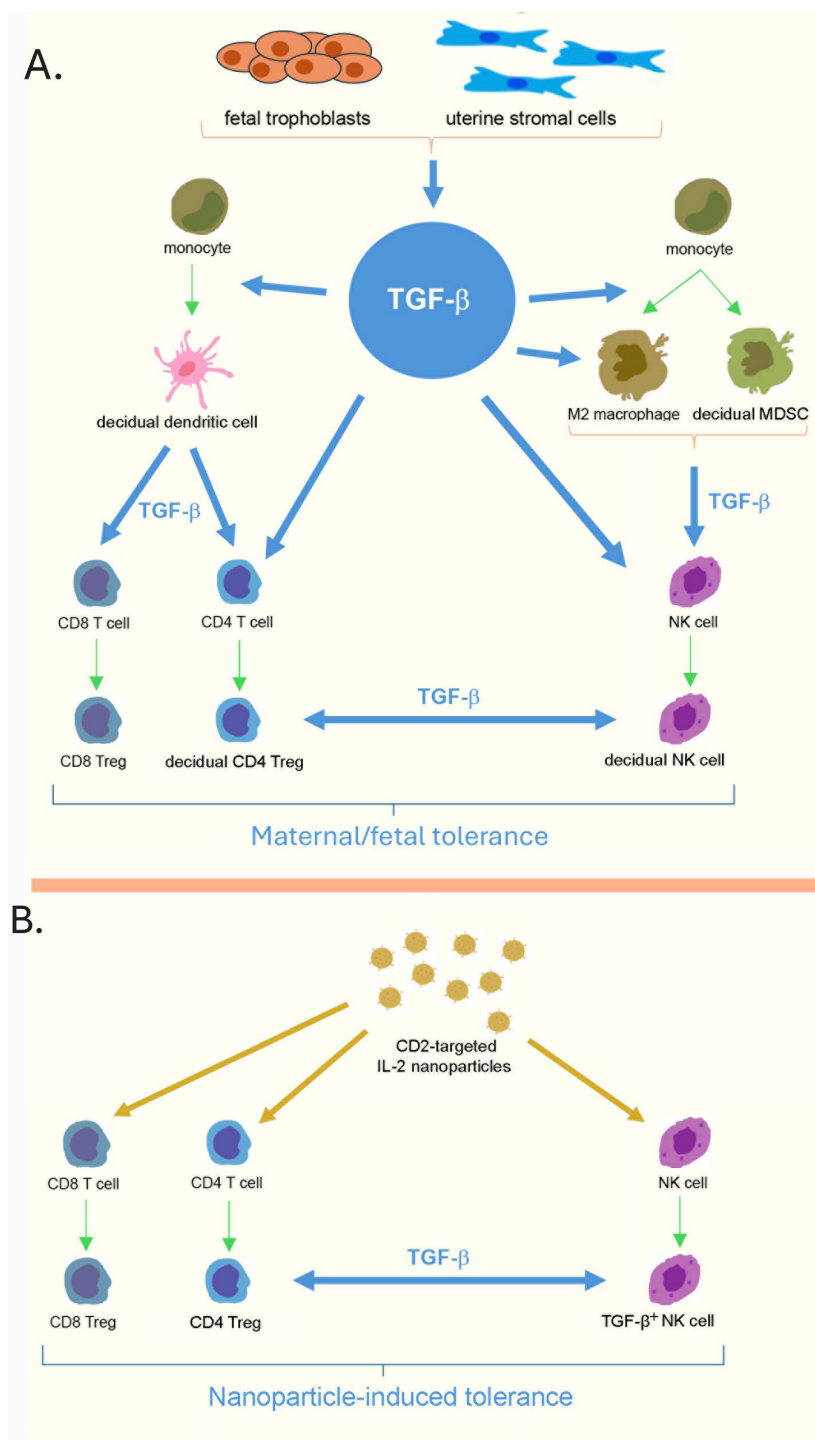 A.
fetal trophoblasts
uterine stromal cells
monocyte
monocyte
TGF-β
decidual dendritic cell
M2 macrophage
decidual MDSC
TGF-β
TGF-β
CD8 T cell
CD4 T cell
NK cell
TGF-β
CD8 Treg
decidual CD4 Treg
decidual NK cell
Maternal/fetal tolerance
B.
CD2-targeted
IL-2 nanoparticles
CD8 T cell
CD4 T cell
NK cell
TGF-β
CD8 Treg
CD4 Treg
TGF-β⁺ NK cell
Nanoparticle-induced tolerance